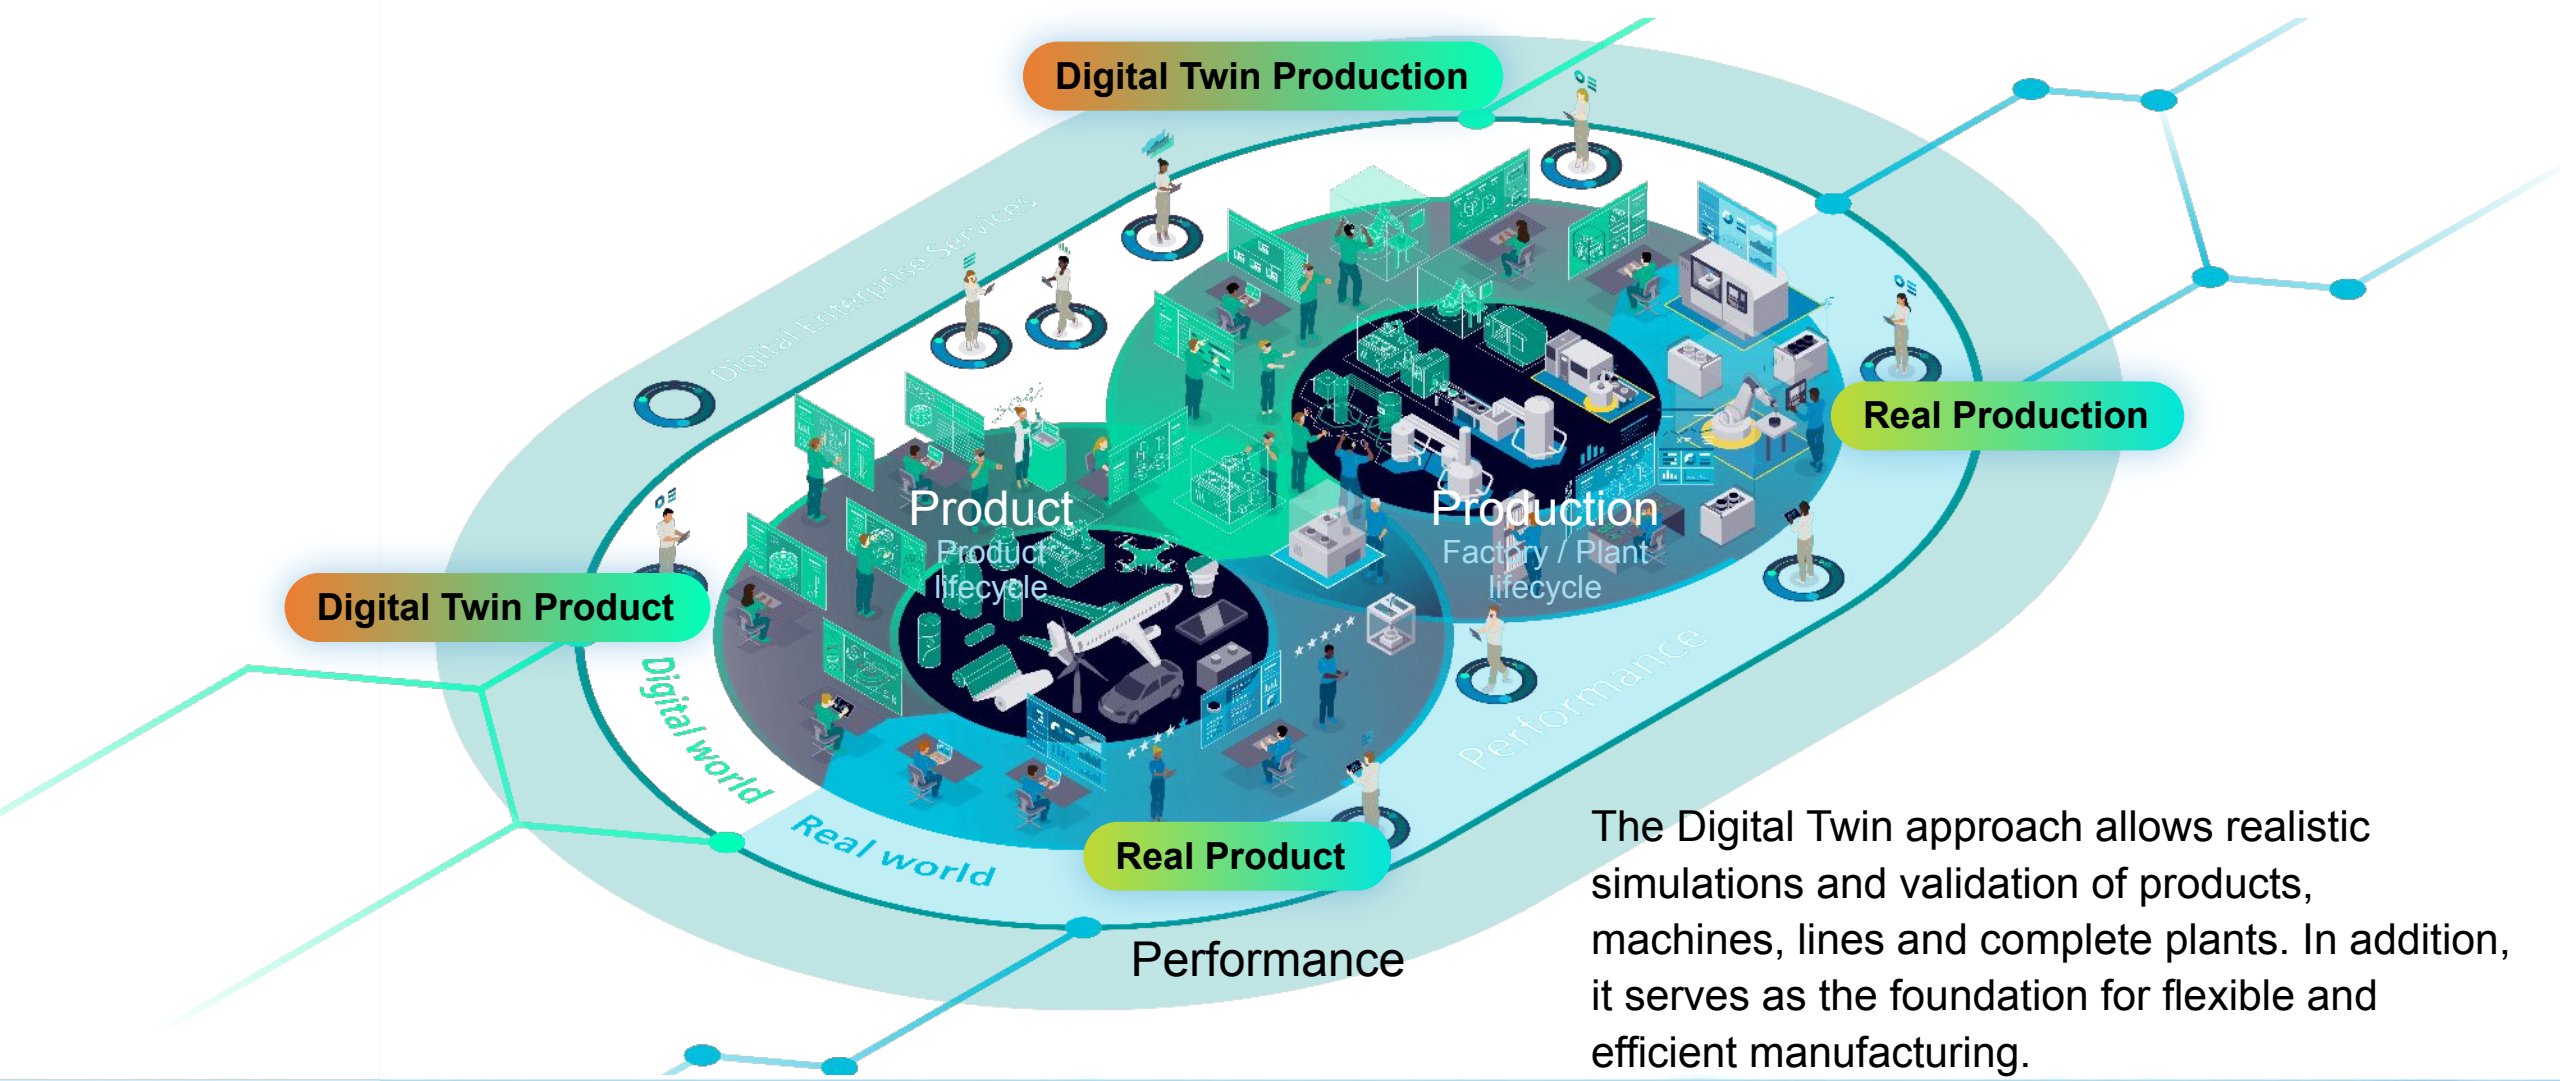 Digital Twin Production
Digital Enterprise Services
Real Production
Product
Product
lifecycle
Production
Factory / Plant
lifecycle
Digital Twin Product
Digital world
Real world
Performance
Real Product
Performance
The Digital Twin approach allows realistic
simulations and validation of products,
machines, lines and complete plants. In addition,
it serves as the foundation for flexible and
efficient manufacturing.